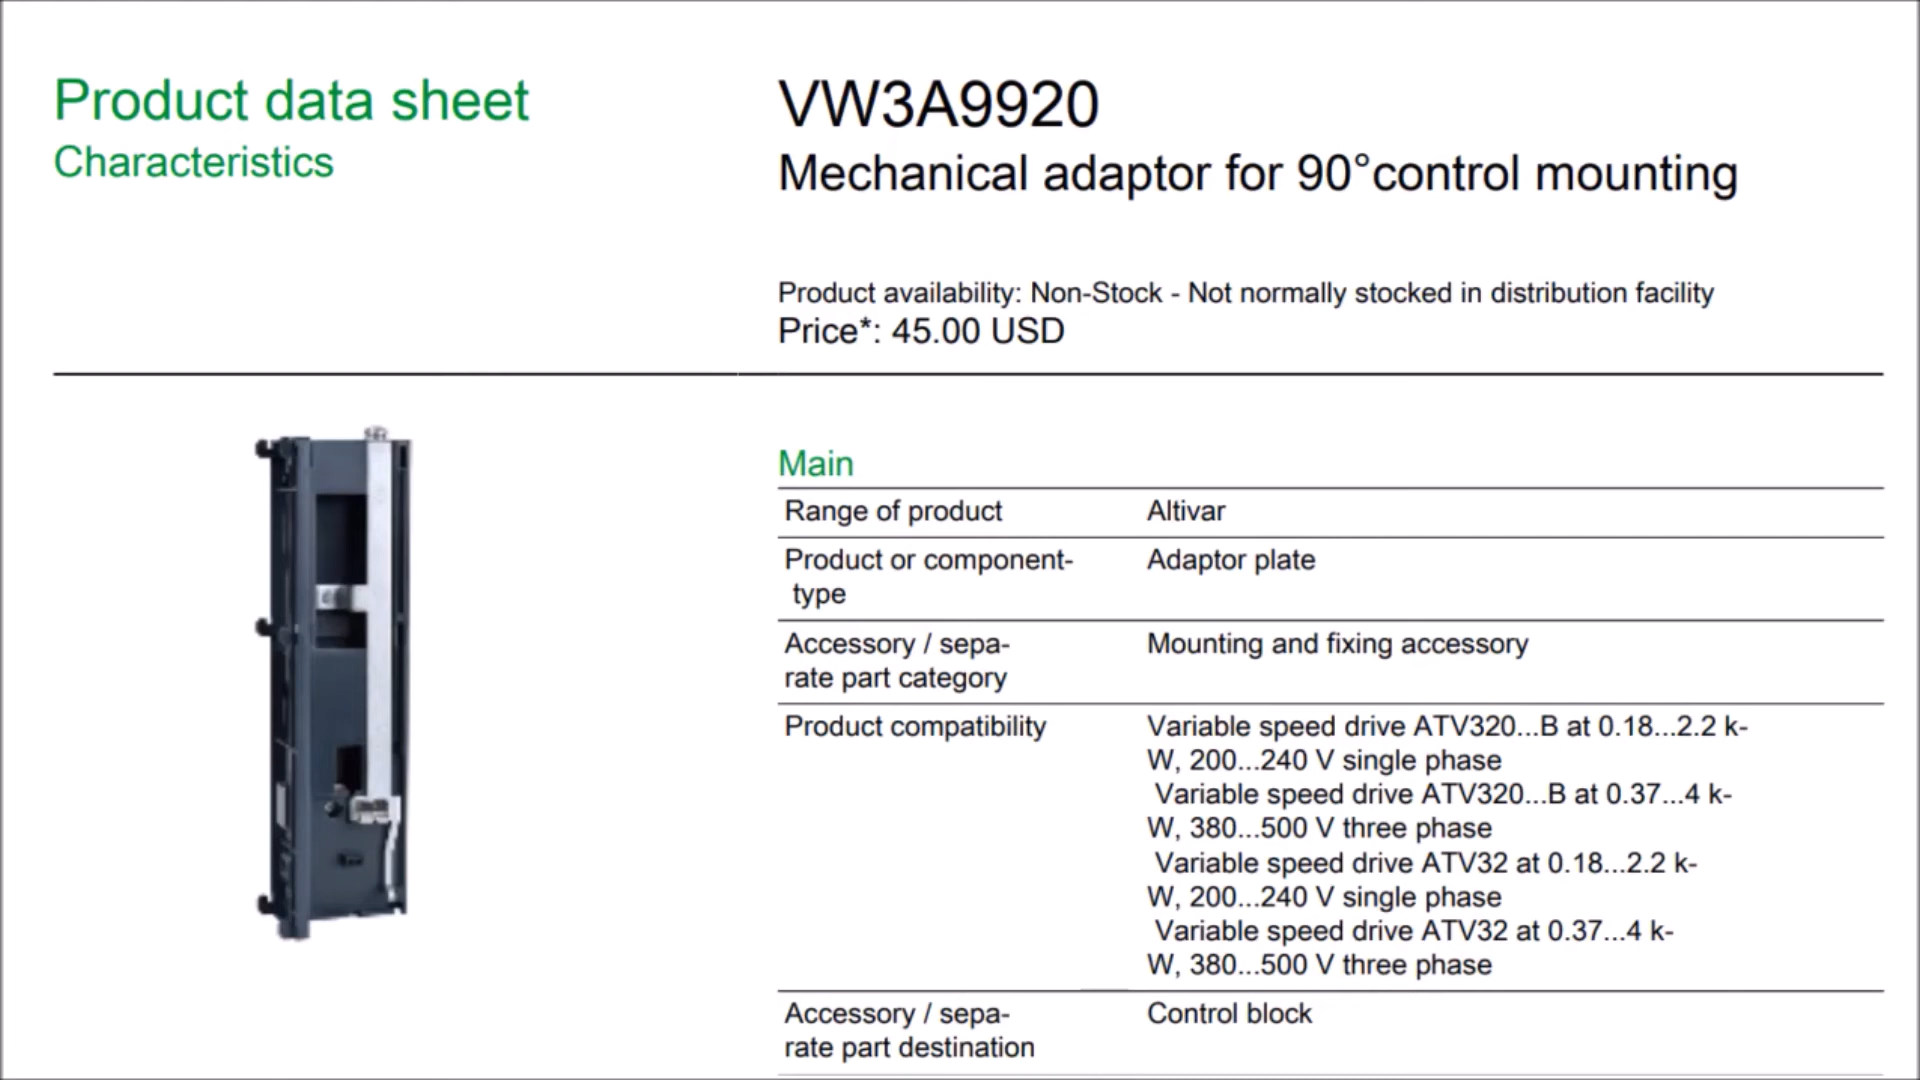 Product data sheet
Characteristics
VW3A9920
Mechanical adaptor for 90°control mounting
Product availability: Non-Stock - Not normally stocked in distribution facility
Price*: 45.00 USD
Main
Range of product Altivar
Product or component- Adaptor plate
type
Accessory / sepa- Mounting and fixing accessory
rate part category
Product compatibility Variable speed drive ATV320...B at 0.18...2.2 k-
W, 200...240 V single phase
Variable speed drive ATV320...B at 0.37...4 k-
W, 380...500 V three phase
Variable speed drive ATV32 at 0.18...2.2 k-
W, 200...240 V single phase
Variable speed drive ATV32 at 0.37...4 k-
W, 380...500 V three phase
Accessory / sepa- Control block
rate part destination